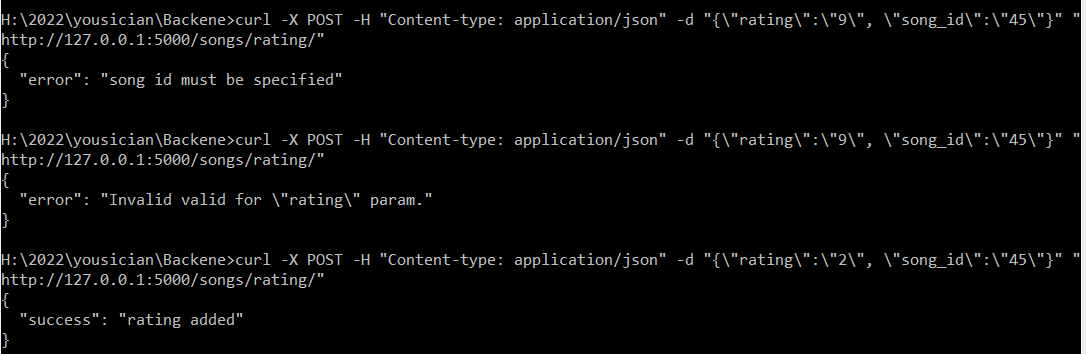 H:\2022\yousician\Backene>curl -X POST -H "Content-type: application/json" -d "{\"rating\":\"9\", \"song_id\":\"45\"}" "
http://127.0.0.1:5000/songs/rating/"
{
  "error": "song id must be specified"
}
H:\2022\yousician\Backene>curl -X POST -H "Content-type: application/json" -d "{\"rating\":\"9\", \"song_id\":\"45\"}" "
http://127.0.0.1:5000/songs/rating/"
{
  "error": "Invalid valid for \"rating\" param."
}
H:\2022\yousician\Backene>curl -X POST -H "Content-type: application/json" -d "{\"rating\":\"2\", \"song_id\":\"45\"}" "
http://127.0.0.1:5000/songs/rating/"
{
  "success": "rating added"
}